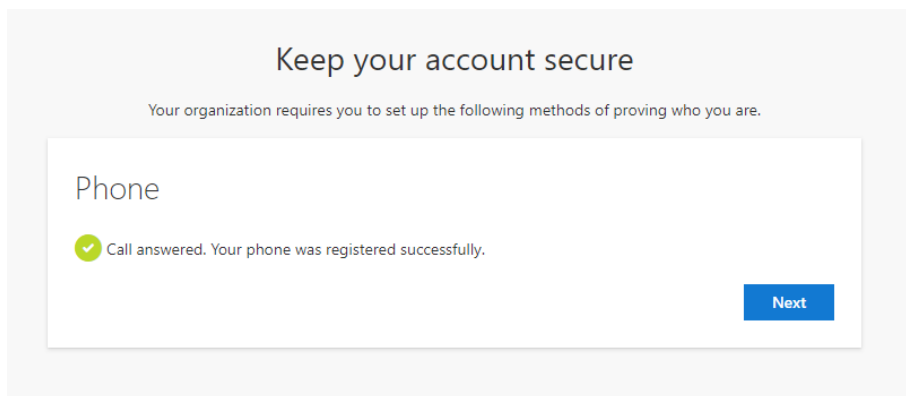 Keep your account secure
Your organization requires you to set up the following methods of proving who you are.
Phone
Call answered. Your phone was registered successfully.
Next